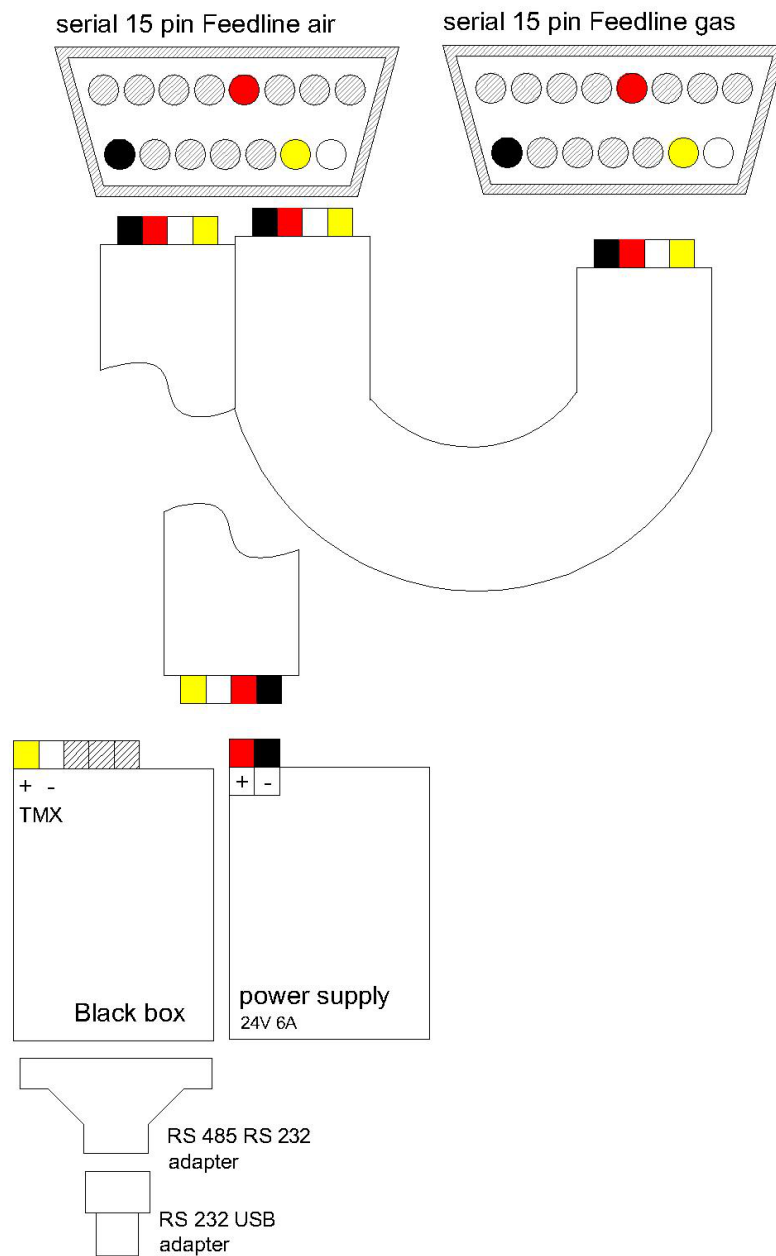 serial 15 pin Feedline air
serial 15 pin Feedline gas
+ -
TMX
Black box
+ -
power supply
24V 6A
RS 485 RS 232
adapter
RS 232 USB
adapter